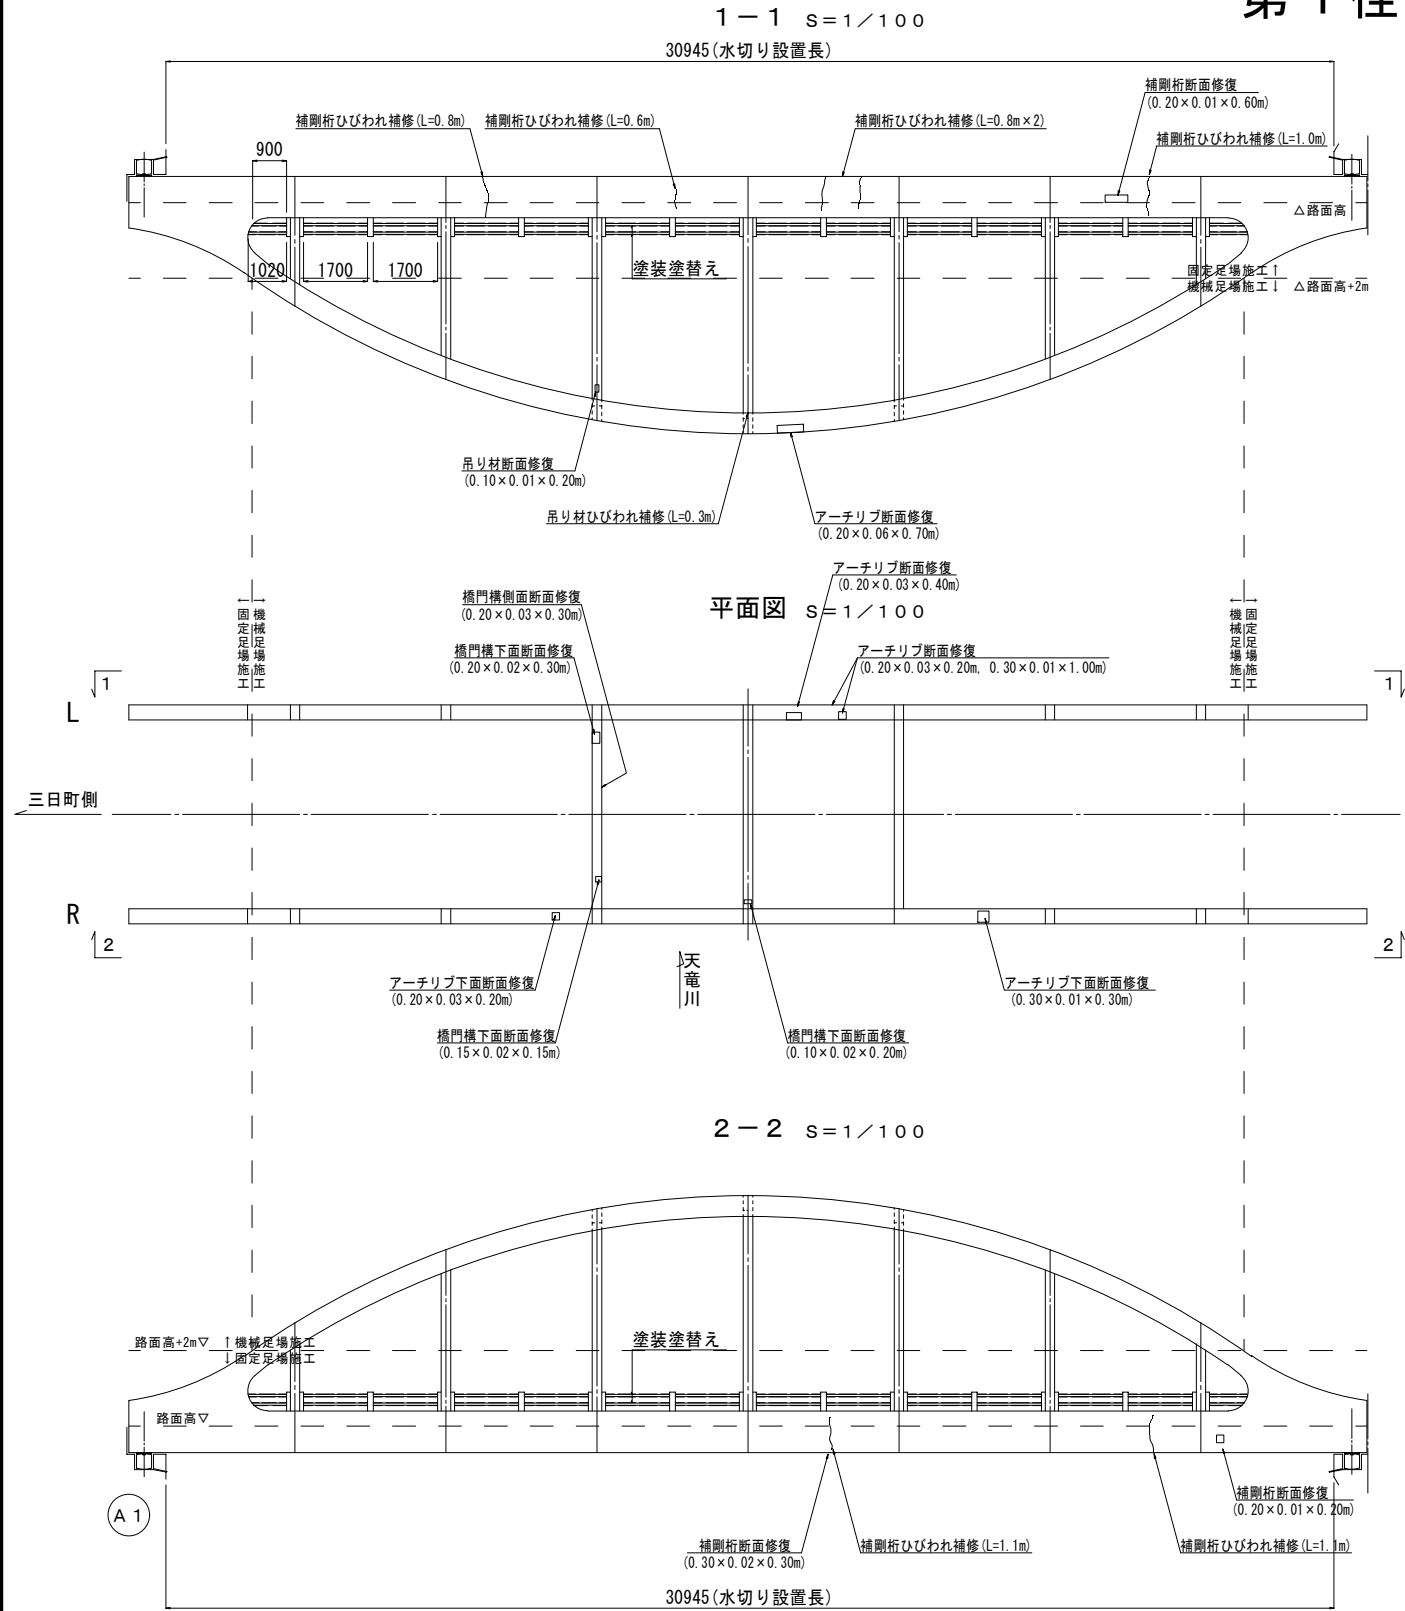 1－1 S＝1／100
30945(水切り設置長)
補剛桁断面修復
(0.20×0.01×0.60m)
補剛桁ひびわれ補修(L=0.8m)
補剛桁ひびわれ補修(L=0.6m)
補剛桁ひびわれ補修(L=0.8m×2)
補剛桁ひびわれ補修(L=1.0m)
900
△路面高
1020
1700
1700
塗装塗替え
固定足場施工↑
機械足場施工↓
△路面高+2m
吊り材断面修復
(0.10×0.01×0.20m)
吊り材ひびわれ補修(L=0.3m)
アーチリブ断面修復
(0.20×0.06×0.70m)
アーチリブ断面修復
(0.20×0.03×0.40m)
平面図 S＝1／100
橋門構側面断面修復
(0.20×0.03×0.30m)
橋門構下面断面修復
(0.20×0.02×0.30m)
アーチリブ断面修復
(0.20×0.03×0.20m, 0.30×0.01×1.00m)
←固定足場施工
→機械足場施工
←機械足場施工
→固定足場施工
1
1
L
三日町側
R
2
2
天竜川
アーチリブ下面断面修復
(0.20×0.03×0.20m)
橋門構下面断面修復
(0.15×0.02×0.15m)
橋門構下面断面修復
(0.10×0.02×0.20m)
アーチリブ下面断面修復
(0.30×0.01×0.30m)
2－2 S＝1／100
路面高+2m▽
↑機械足場施工
↓固定足場施工
塗装塗替え
路面高▽
A 1
補剛桁断面修復
(0.20×0.01×0.20m)
補剛桁断面修復
(0.30×0.02×0.30m)
補剛桁ひびわれ補修(L=1.1m)
補剛桁ひびわれ補修(L=1.1m)
30945(水切り設置長)